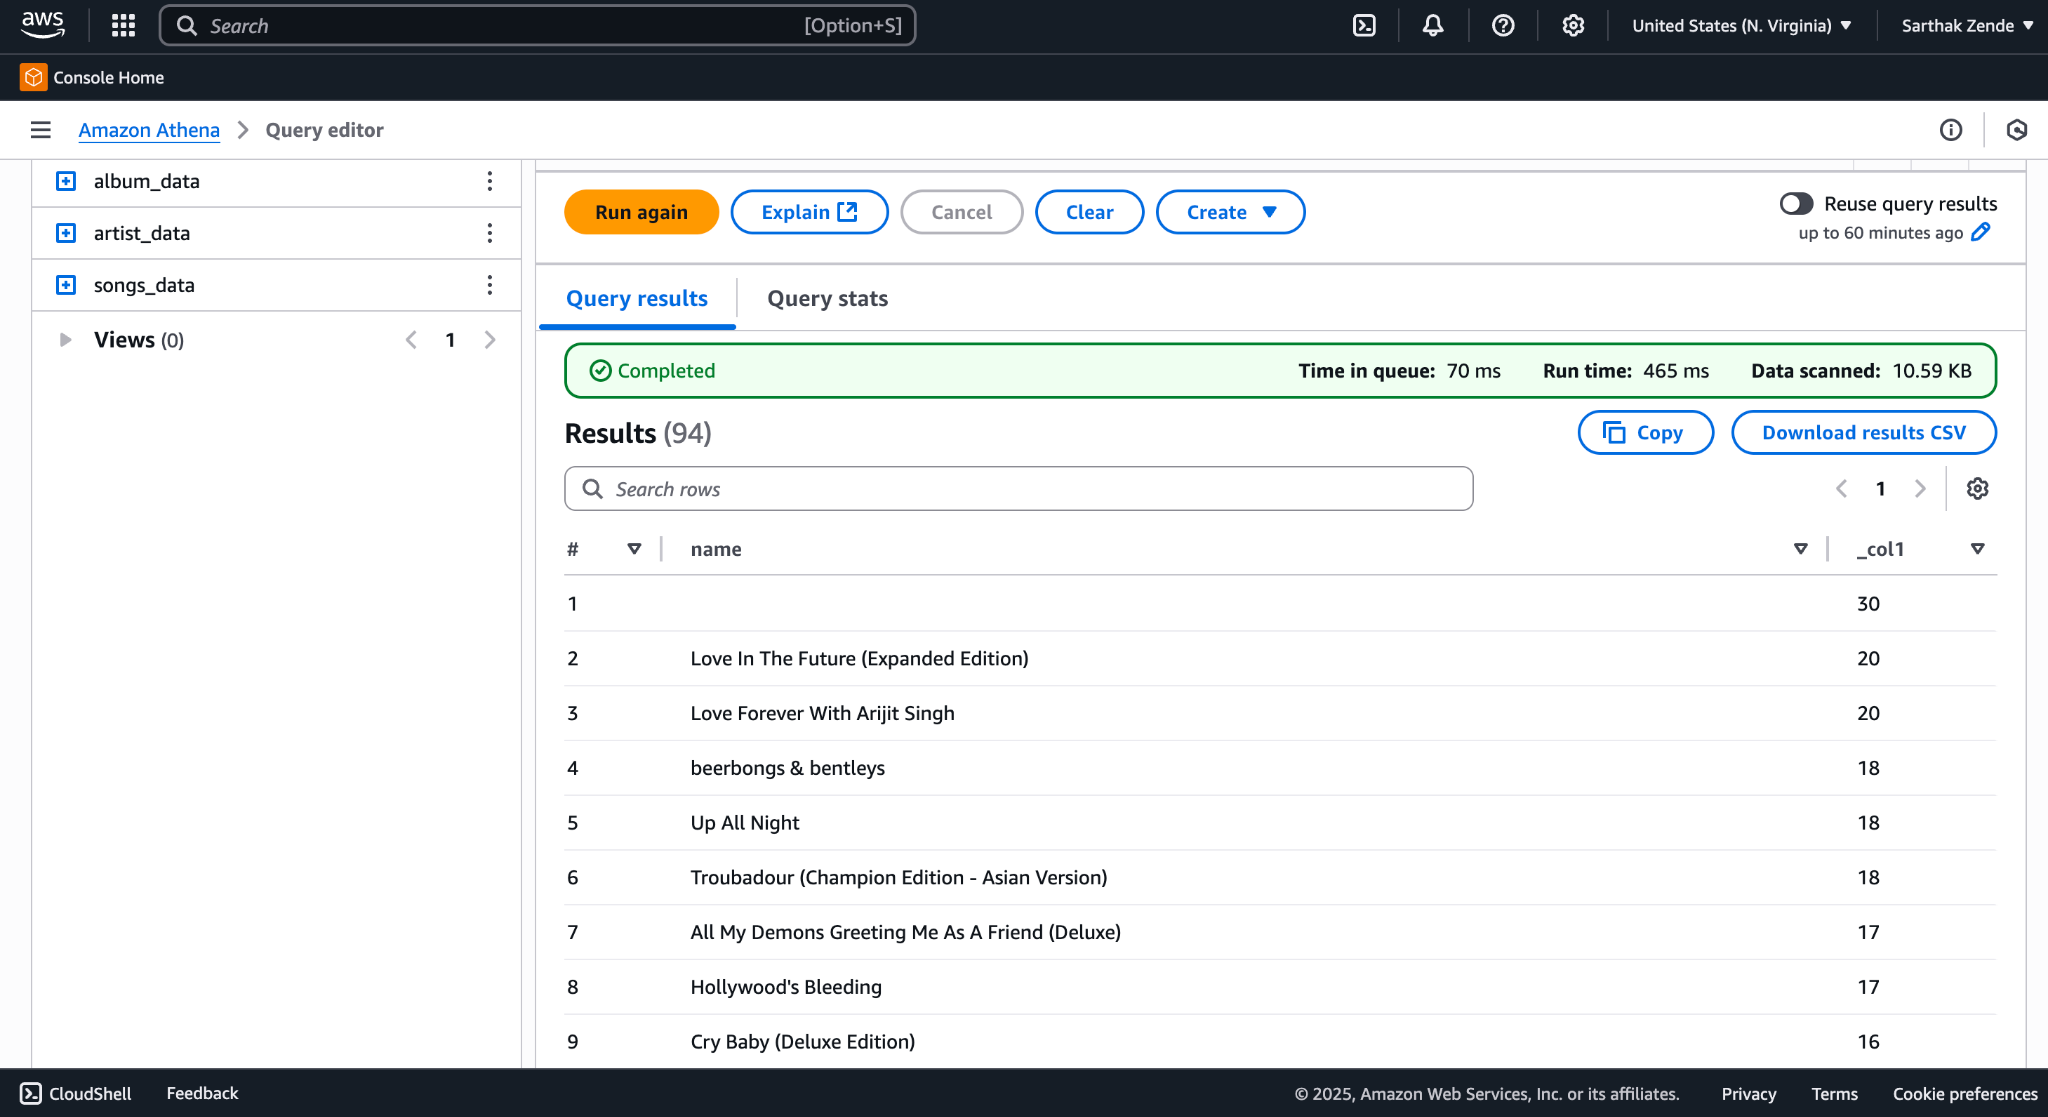 aws
Search [Option+S]
United States (N. Virginia)
Sarthak Zende
Console Home
Amazon Athena
Query editor
album_data
artist_data
songs_data
Views (0)
1
Run again
Explain
Cancel
Clear
Create
Reuse query results
up to 60 minutes ago
Query results
Query stats
Completed
Time in queue: 70 ms
Run time: 465 ms
Data scanned: 10.59 KB
Results (94)
Copy
Download results CSV
Search rows
1
# name _col1
1 30
2 Love In The Future (Expanded Edition) 20
3 Love Forever With Arijit Singh 20
4 beerbongs & bentleys 18
5 Up All Night 18
6 Troubadour (Champion Edition - Asian Version) 18
7 All My Demons Greeting Me As A Friend (Deluxe) 17
8 Hollywood's Bleeding 17
9 Cry Baby (Deluxe Edition) 16
CloudShell
Feedback
© 2025, Amazon Web Services, Inc. or its affiliates.
Privacy
Terms
Cookie preferences